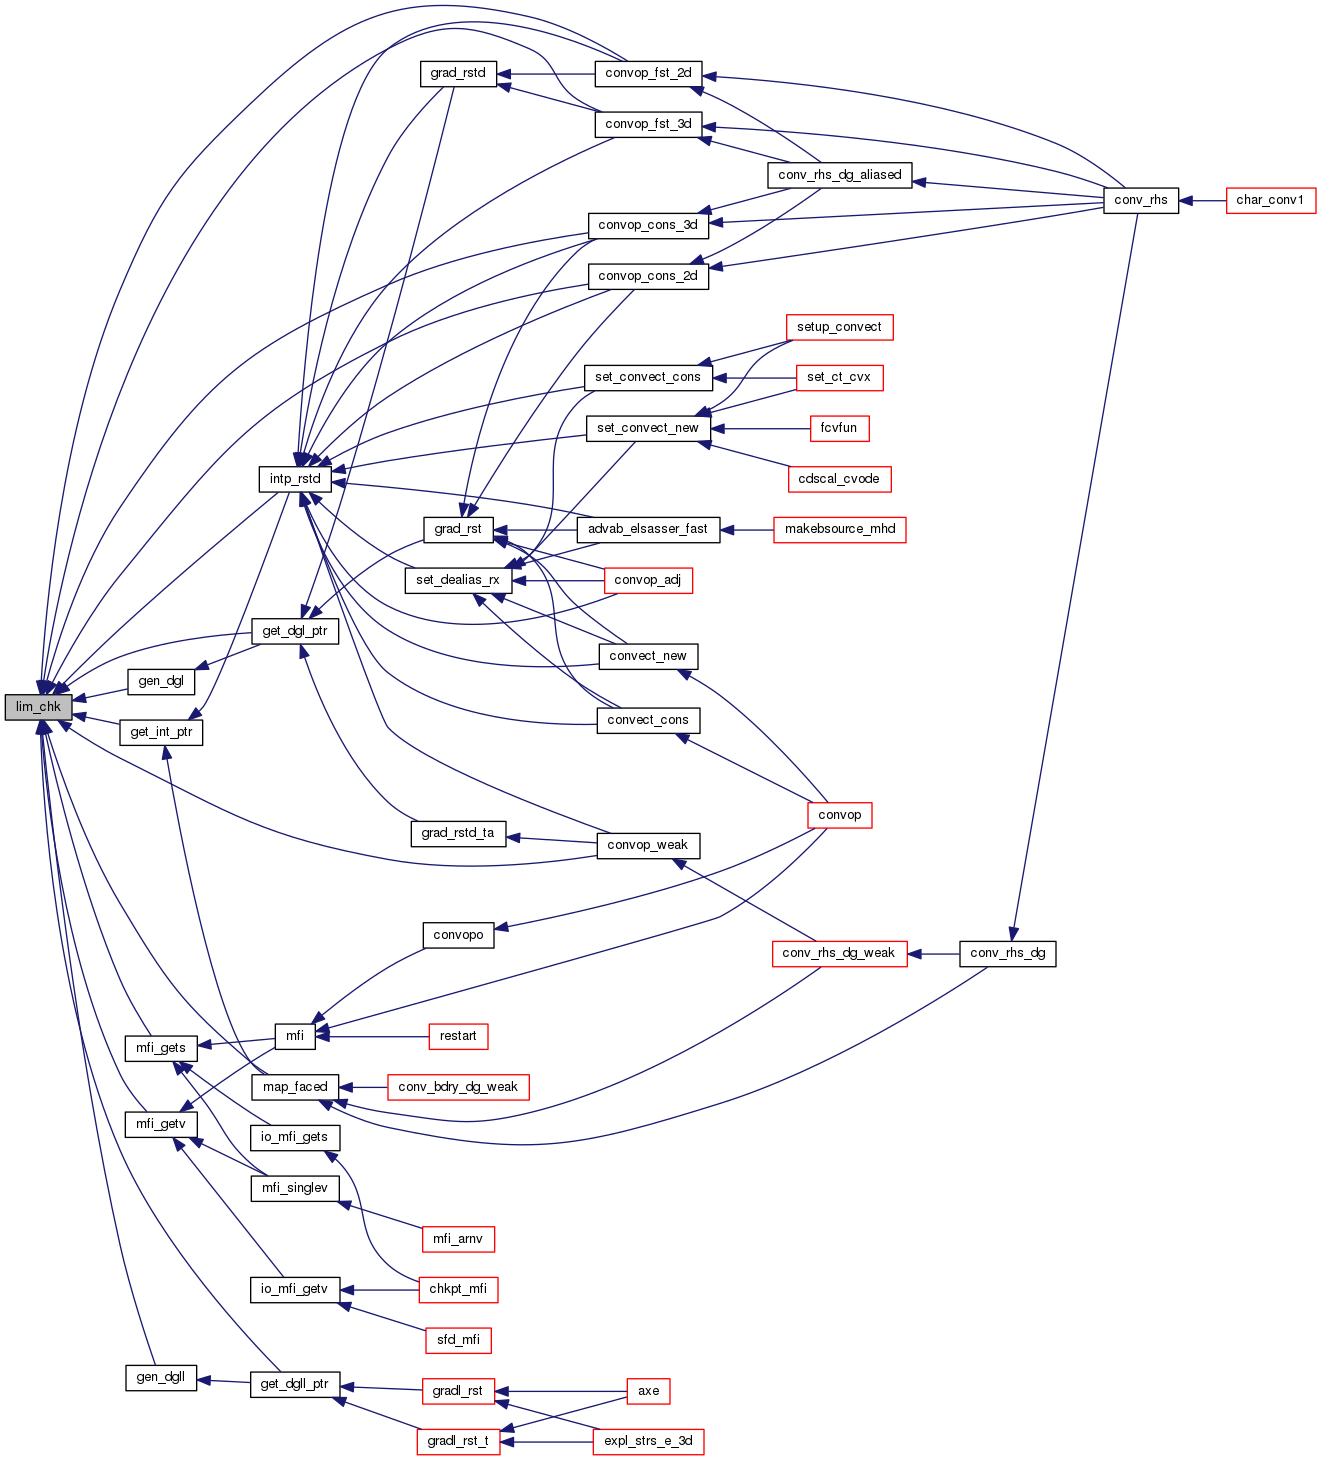 grad_rstd
convop_fst_2d
convop_fst_3d
conv_rhs_dg_aliased
conv_rhs
char_conv1
convop_cons_3d
convop_cons_2d
setup_convect
set_convect_cons
set_ct_cvx
set_convect_new
fcvfun
intp_rstd
cdscal_cvode
grad_rst
advab_elsasser_fast
makebsource_mhd
set_dealias_rx
convop_adj
get_dgl_ptr
convect_new
gen_dgl
lim_chk
convect_cons
get_int_ptr
convop
grad_rstd_ta
convop_weak
convopo
conv_rhs_dg_weak
conv_rhs_dg
mfi
restart
mfi_gets
map_faced
conv_bdry_dg_weak
mfi_getv
io_mfi_gets
mfi_singlev
mfi_arnv
io_mfi_getv
chkpt_mfi
sfd_mfi
gen_dgll
get_dgll_ptr
gradl_rst
axe
gradl_rst_t
expl_strs_e_3d